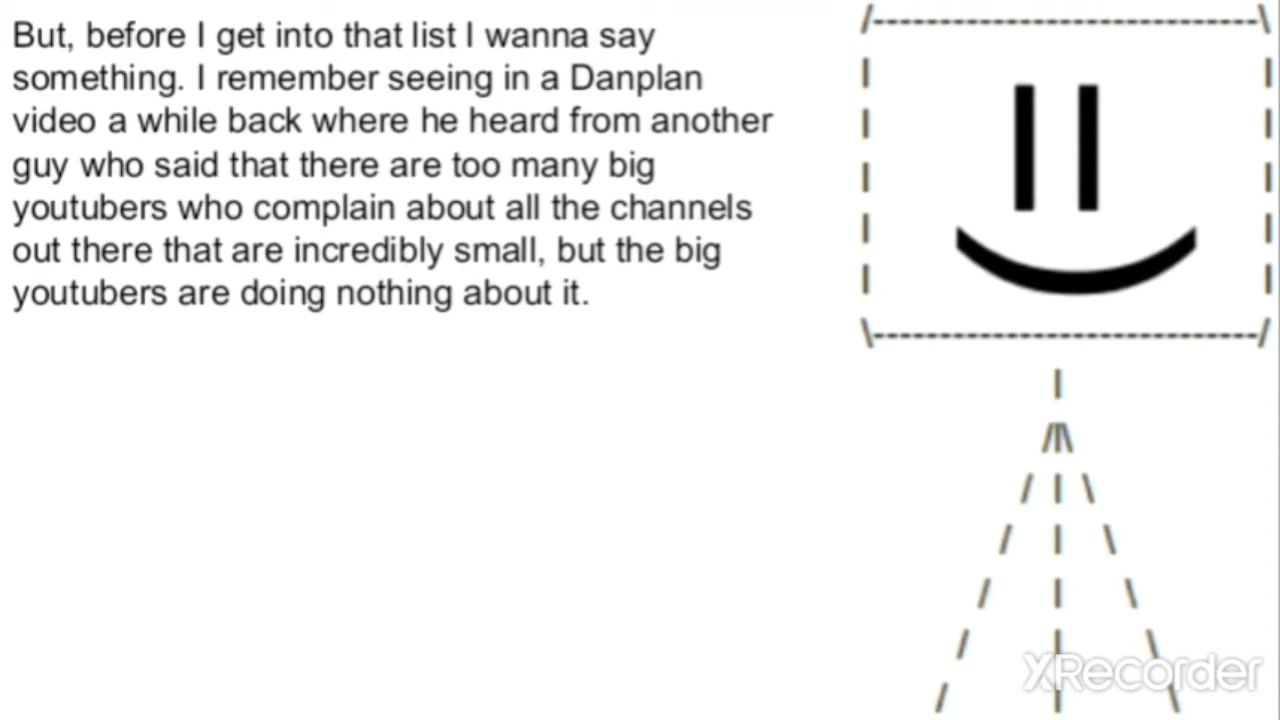 But, before I get into that list I wanna say
something. I remember seeing in a Danplan
video a while back where he heard from another
guy who said that there are too many big
youtubers who complain about all the channels
out there that are incredibly small, but the big
youtubers are doing nothing about it.
XRecorder